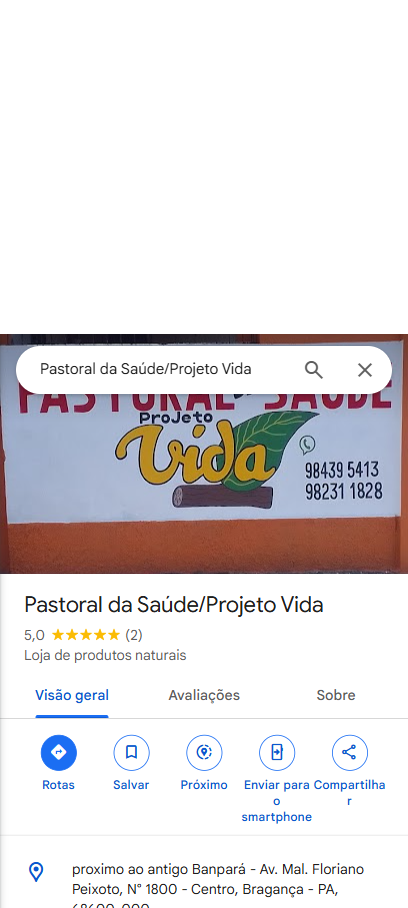 Pastoral da Saúde/Projeto Vida
PASTORAL DA SAÚDE
Projeto
Vida
98439 5413
98231 1828
Pastoral da Saúde/Projeto Vida
5,0 ★★★★★ (2)
Loja de produtos naturais
Visão geral Avaliações Sobre
Rotas Salvar Próximo Enviar para o smartphone Compartilhar
proximo ao antigo Banpará - Av. Mal. Floriano
Peixoto, N° 1800 - Centro, Bragança - PA,
68600-000